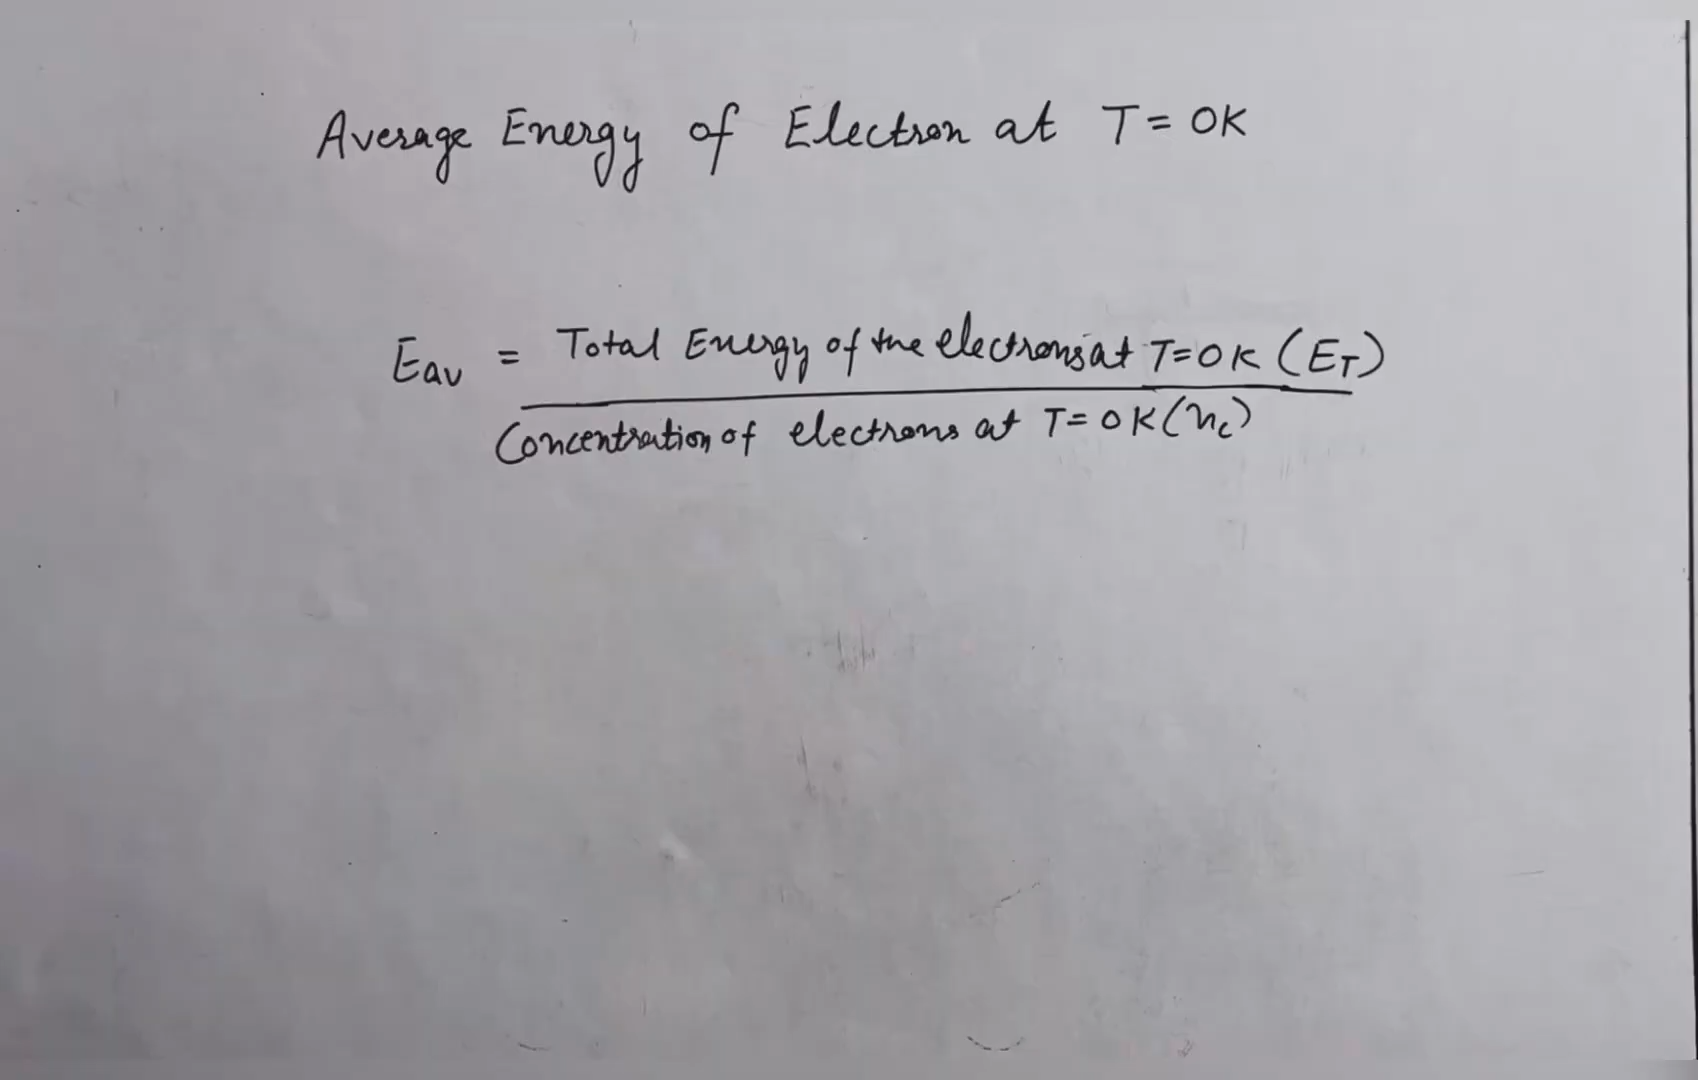 Average Energy of Electron at T = 0K
Eav = Total Energy of the electrons at T=0K (ET)
Concentration of electrons at T=0K (nc)